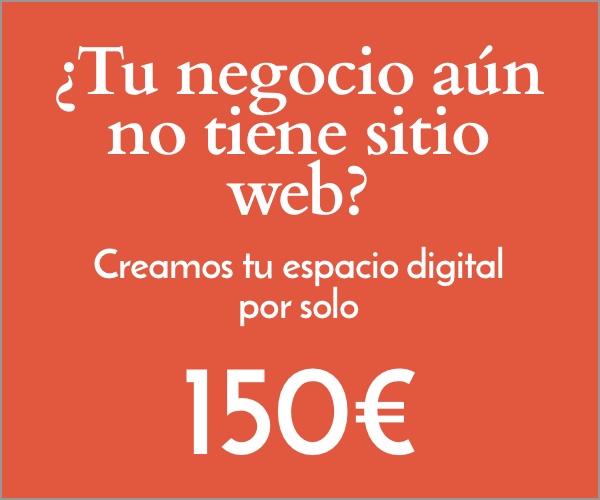 ¿Tu negocio aún
no tiene sitio
web?
Creamos tu espacio digital
por solo
150€